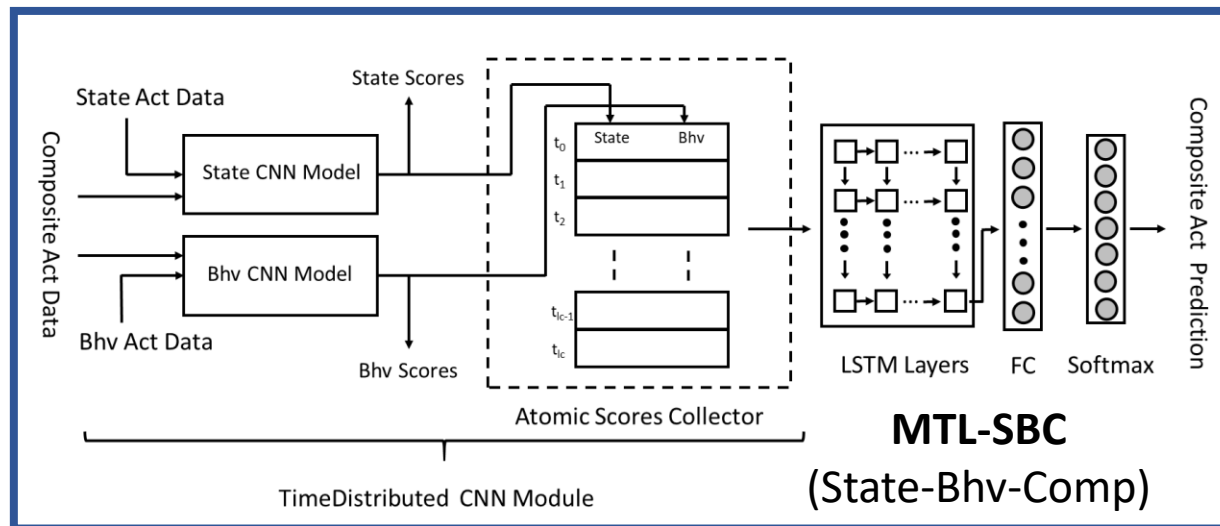 State Scores
State Act Data
Composite Act Data
State CNN Model
Bhv CNN Model
Bhv Act Data
Bhv Scores
State Bhv
t0
t1
t2
tlc-1
tlc
Atomic Scores Collector
TimeDistributed CNN Module
LSTM Layers
FC
Softmax
Composite Act Prediction
MTL-SBC
(State-Bhv-Comp)